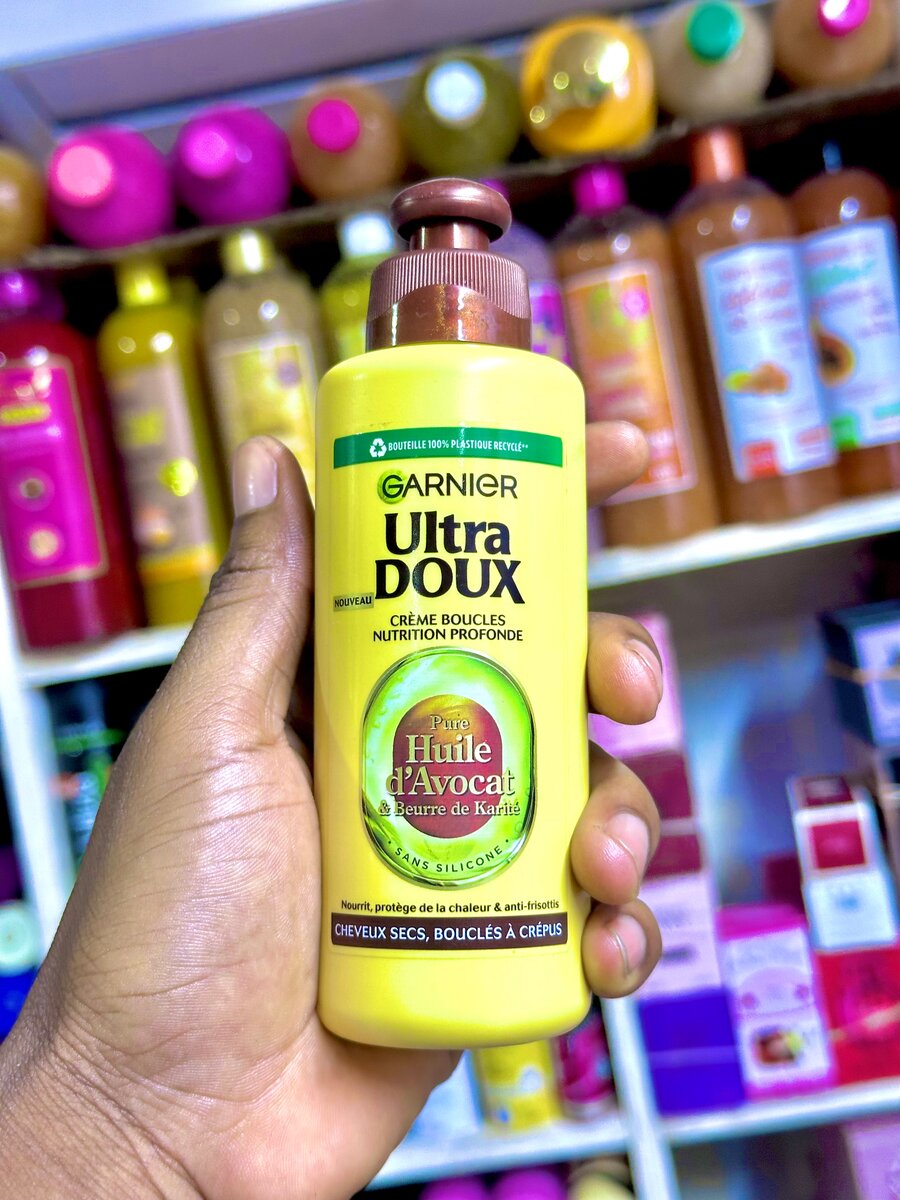 BOUTEILLE 100% PLASTIQUE RECYCLÉ**
GARNIER
Ultra
DOUX
NOUVEAU
CRÈME BOUCLES
NUTRITION PROFONDE
Pure
Huile
d'Avocat
& Beurre de Karité
• SANS SILICONE •
Nourrit, protège de la chaleur & anti-frisottis
CHEVEUX SECS, BOUCLÉS À CRÉPUS